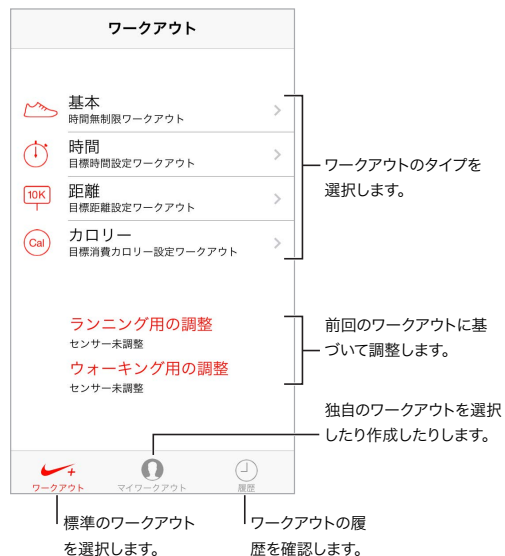 ワークアウト
基本
時間無制限ワークアウト
時間
目標時間設定ワークアウト
10K
距離
目標距離設定ワークアウト
Cal
カロリー
目標消費カロリー設定ワークアウト
ワークアウトのタイプを
選択します。
ランニング用の調整
センサー未調整
ウォーキング用の調整
センサー未調整
前回のワークアウトに基
づいて調整します。
独自のワークアウトを選択
したり作成したりします。
ワークアウト
マイワークアウト
履歴
標準のワークアウト
を選択します。
ワークアウトの履
歴を確認します。